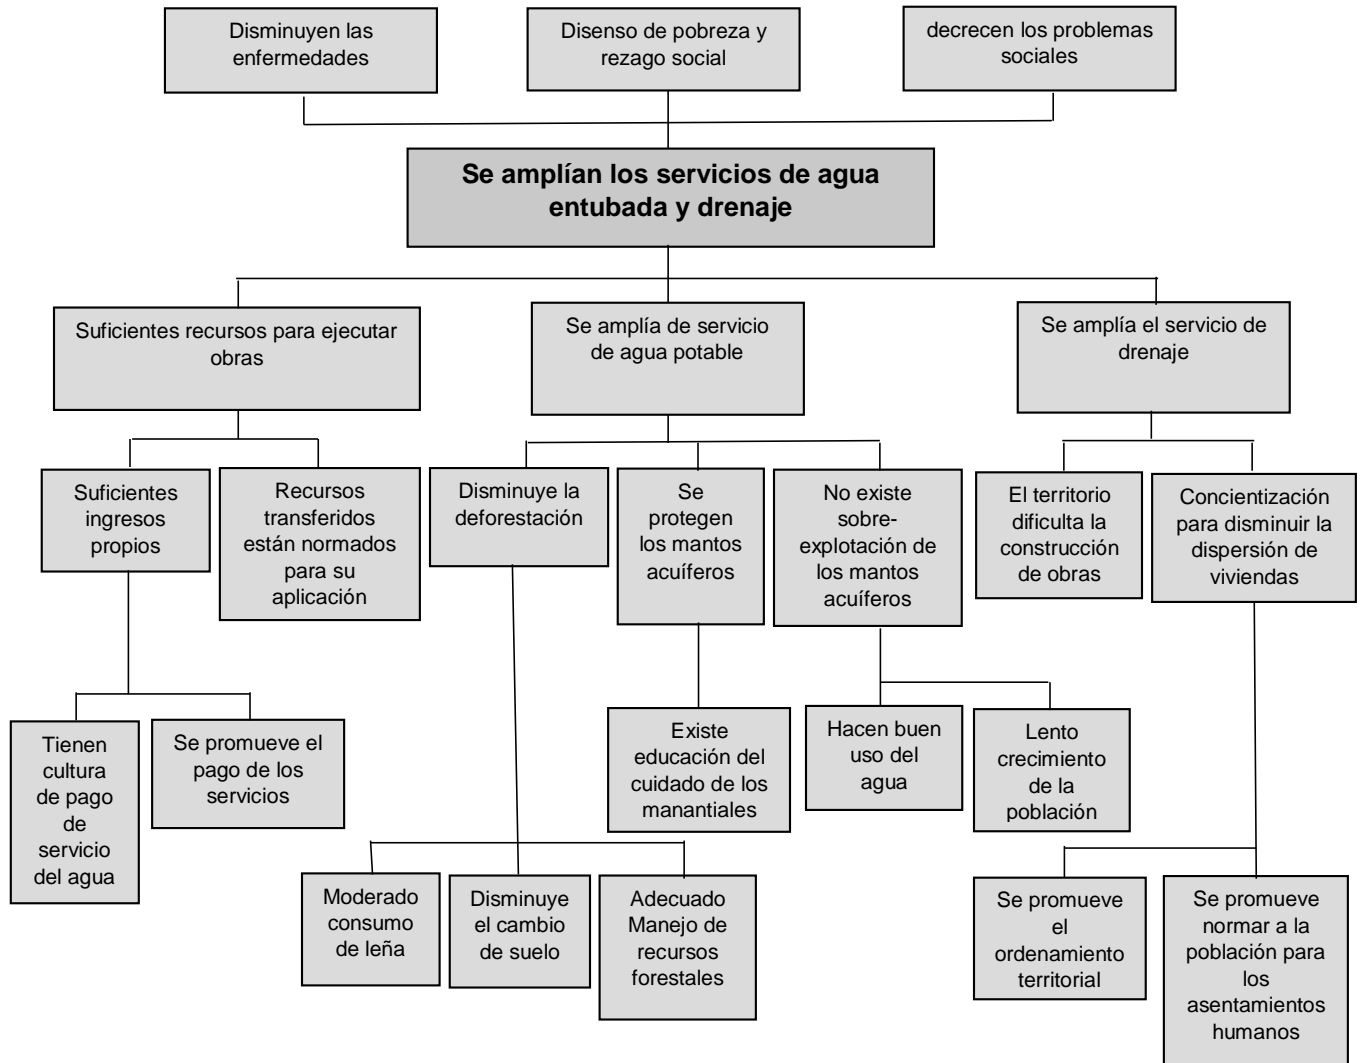 Disminuyen las
enfermedades
Disenso de pobreza y
rezago social
decrecen los problemas
sociales
Se amplían los servicios de agua
entubada y drenaje
Suficientes recursos para ejecutar
obras
Se amplía de servicio
de agua potable
Se amplía el servicio de
drenaje
Suficientes
ingresos
propios
Recursos
transferidos
están normados
para su
aplicación
Disminuye la
deforestación
Se
protegen
los mantos
acuíferos
No existe
sobre-
explotación de
los mantos
acuíferos
El territorio
dificulta la
construcción
de obras
Concientización
para disminuir la
dispersión de
viviendas
Tienen
cultura
de pago
de
servicio
del agua
Se promueve el
pago de los
servicios
Existe
educación del
cuidado de los
manantiales
Hacen buen
uso del
agua
Lento
crecimiento
de la
población
Moderado
consumo
de leña
Disminuye
el cambio
de suelo
Adecuado
Manejo de
recursos
forestales
Se promueve
el
ordenamiento
territorial
Se promueve
normar a la
población para
los
asentamientos
humanos